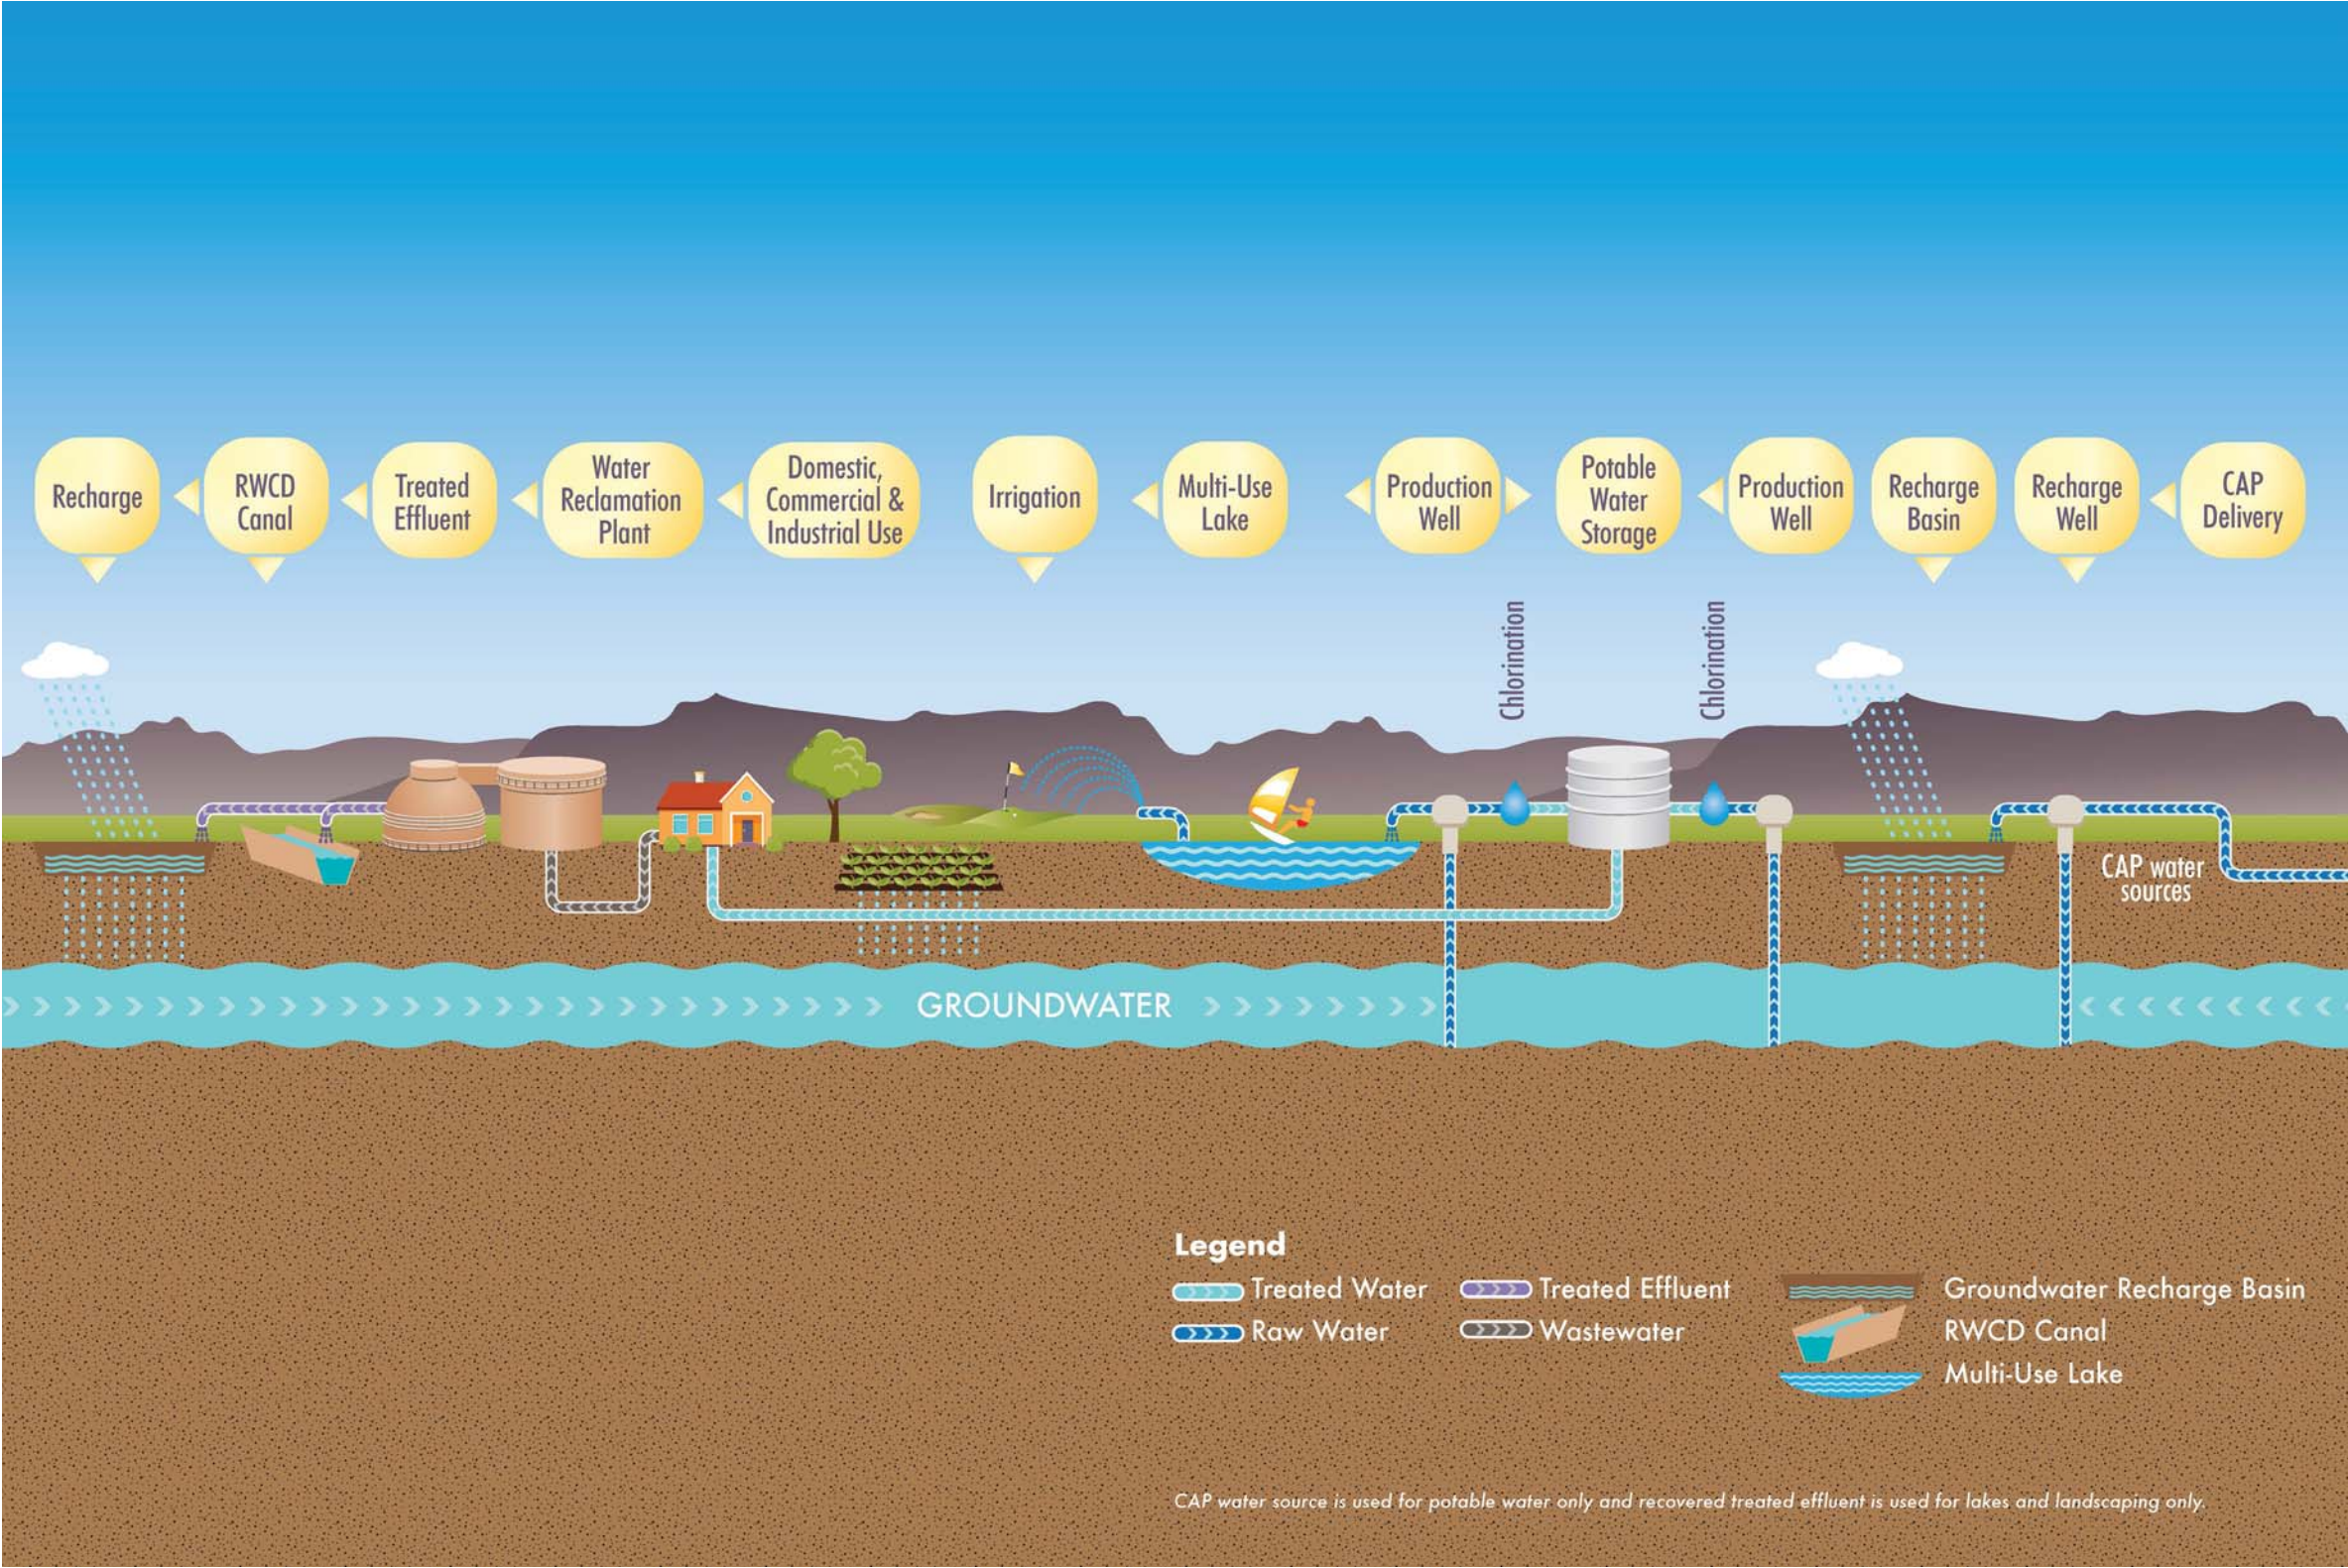 Recharge
RWCD
Canal
Treated
Effluent
Water
Reclamation
Plant
Domestic,
Commercial &
Industrial Use
Irrigation
Multi-Use
Lake
Production
Well
Potable
Water
Storage
Production
Well
Recharge
Basin
Recharge
Well
CAP
Delivery
Chlorination
Chlorination
CAP water
sources
GROUNDWATER
Legend
Treated Water
Raw Water
Treated Effluent
Wastewater
Groundwater Recharge Basin
RWCD Canal
Multi-Use Lake
CAP water source is used for potable water only and recovered treated effluent is used for lakes and landscaping only.